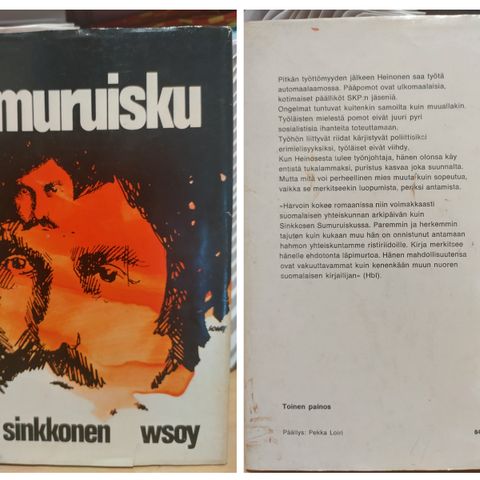 muruisku
sinkkonen wsoy
Pitkän työttömyyden jälkeen Heinonen saa työtä
automaalaamossa. Pääpomot ovat ulkomaalaisia,
kotimaiset päälliköt SKP:n jäseniä.
Ongelmat tuntuvat kuitenkin samoilta kuin muuallakin.
Työläisten mielestä pomot eivät juuri pyri
sosialistisia ihanteita toteuttamaan.
Työhön liittyvät riidat kärjistyvät poliittisiksi
erimielisyyksiksi, työläiset eivät viihdy.
Kun Heinosesta tulee työnjohtaja, hänen olonsa käy
entistä tukalammaksi, puristus kasvaa joka suunnalta.
Mutta mitä voi perheellinen mies muuta kuin sopeutua,
vaikka se merkitseekin luopumista, periksi antamista.
»Harvoin kokee romaanissa niin voimakkaasti
suomalaisen yhteiskunnan arkipäivän kuin
Sinkkosen Sumuruiskussa. Paremmin ja herkemmin
tajuten kuin kukaan muu hän on onnistunut antamaan
hahmon yhteiskuntamme ristiriidoille. Kirja merkitsee
hänelle ehdotonta läpimurtoa. Hänen mahdollisuutensa
ovat vakuuttavammat kuin kenenkään muun nuoren
suomalaisen kirjailijan» (Hbl).
Toinen painos
Päällys: Pekka Loiri 84